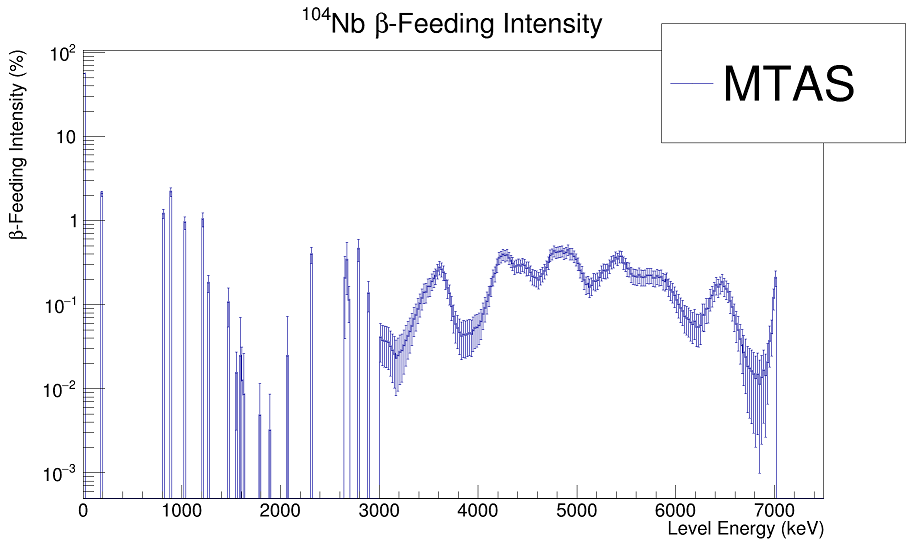 ¹⁰⁴Nb β-Feeding Intensity
MTAS
β-Feeding Intensity (%)
10²
10
1
10⁻¹
10⁻²
10⁻³
0 1000 2000 3000 4000 5000 6000 7000
Level Energy (keV)